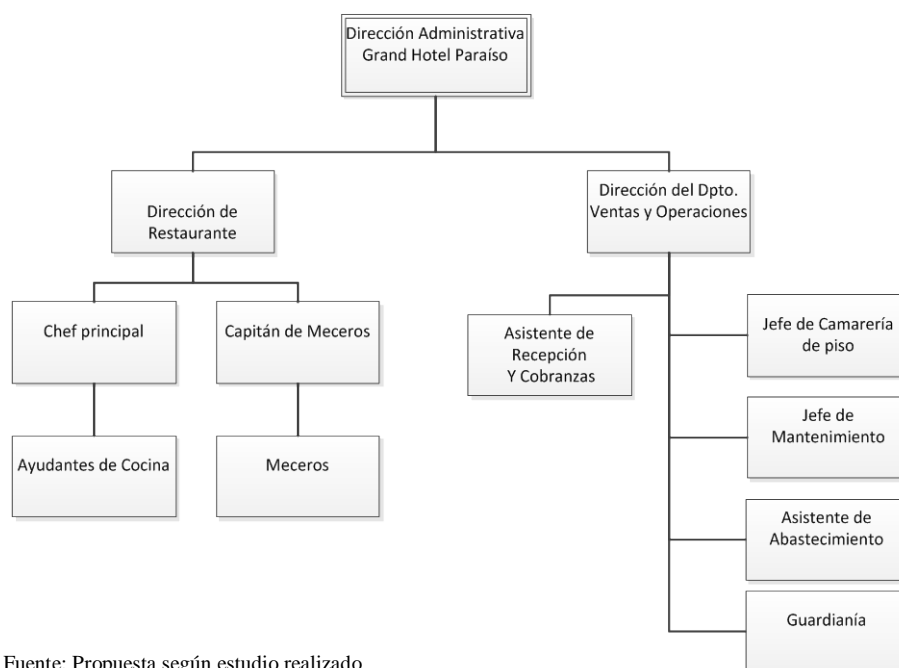 Dirección Administrativa
Grand Hotel Paraíso
Dirección de
Restaurante
Dirección del Dpto.
Ventas y Operaciones
Chef principal
Capitán de Meceros
Asistente de
Recepción
Y Cobranzas
Jefe de Camarería
de piso
Ayudantes de Cocina
Meceros
Jefe de
Mantenimiento
Asistente de
Abastecimiento
Guardianía
Fuente: Propuesta según estudio realizado